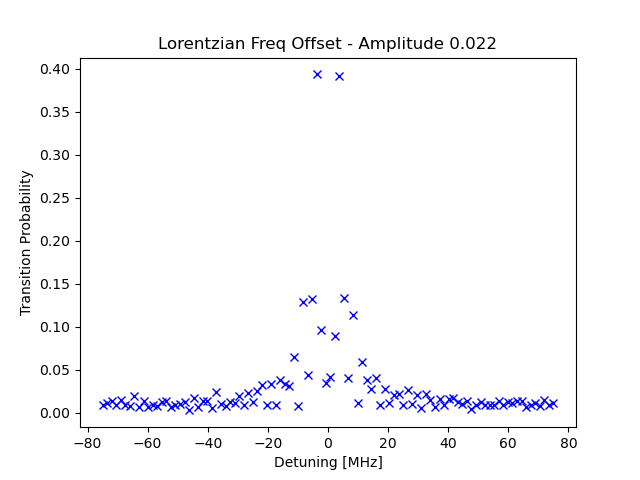 Lorentzian Freq Offset - Amplitude 0.022
0.40
0.35
0.30
0.25
0.20
0.15
0.10
0.05
0.00
Transition Probability
−80 −60 −40 −20 0 20 40 60 80
Detuning [MHz]